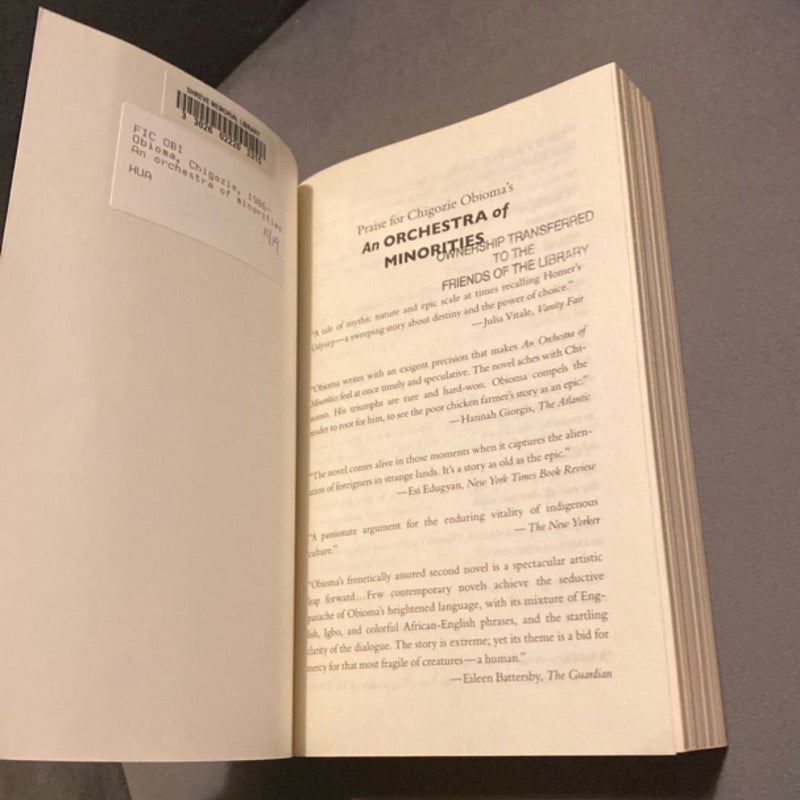 SHREVE MEMORIAL LIBRARY
3 3026 02229 3315
FIC OBI
Obioma, Chigozie, 1986-
An orchestra of minorities
HUA
11/19
Praise for Chigozie Obioma's
An ORCHESTRA of
MINORITIES
OWNERSHIP TRANSFERRED
TO THE
FRIENDS OF THE LIBRARY
"A tale of mythic nature and epic scale at times recalling Homer's
Odyssey—a sweeping story about destiny and the power of choice."
—Julia Vitale, Vanity Fair
"Obioma writes with an exigent precision that makes An Orchestra of
Minorities feel at once timely and speculative. The novel aches with Chi-
nonso. His triumphs are rare and hard-won. Obioma compels the
reader to root for him, to see the poor chicken farmer's story as an epic."
—Hannah Giorgis, The Atlantic
"The novel comes alive in those moments when it captures the alien-
ation of foreigners in strange lands. It's a story as old as the epic."
—Esi Edugyan, New York Times Book Review
"A passionate argument for the enduring vitality of indigenous
culture."
—The New Yorker
"Obioma's frenetically assured second novel is a spectacular artistic
leap forward...Few contemporary novels achieve the seductive
panache of Obioma's heightened language, with its mixture of Eng-
lish, Igbo, and colorful African-English phrases, and the startling
clarity of the dialogue. The story is extreme; yet its theme is a bid for
mercy for that most fragile of creatures—a human."
—Eileen Battersby, The Guardian